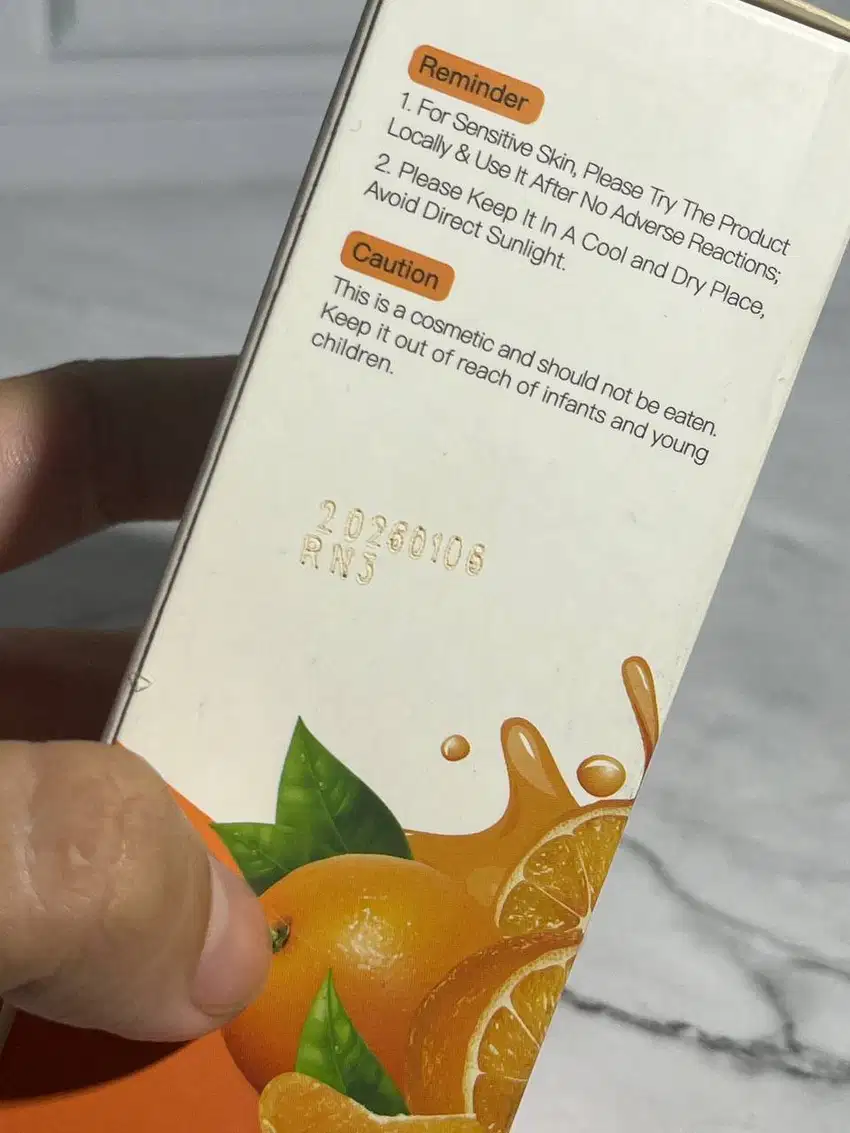 Reminder
1. For Sensitive Skin, Please Try The Product
Locally & Use It After No Adverse Reactions;
2. Please Keep It In A Cool and Dry Place,
Avoid Direct Sunlight.
Caution
This is a cosmetic and should not be eaten.
Keep it out of reach of infants and young
children.
20260106
RN3